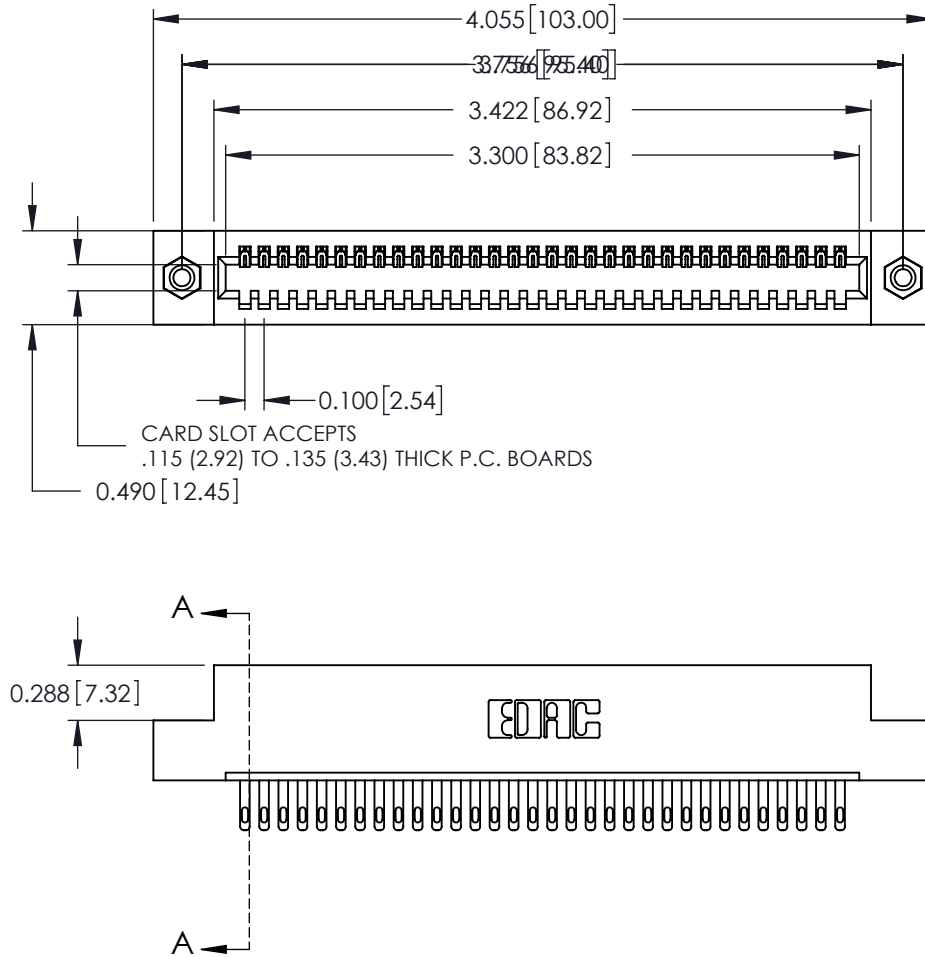 4.055[103.00]
3.422[86.92]
3.300[83.82]
0.100[2.54]
CARD SLOT ACCEPTS
.115 (2.92) TO .135 (3.43) THICK P.C. BOARDS
0.490[12.45]
A
0.288[7.32]
EDAC
A